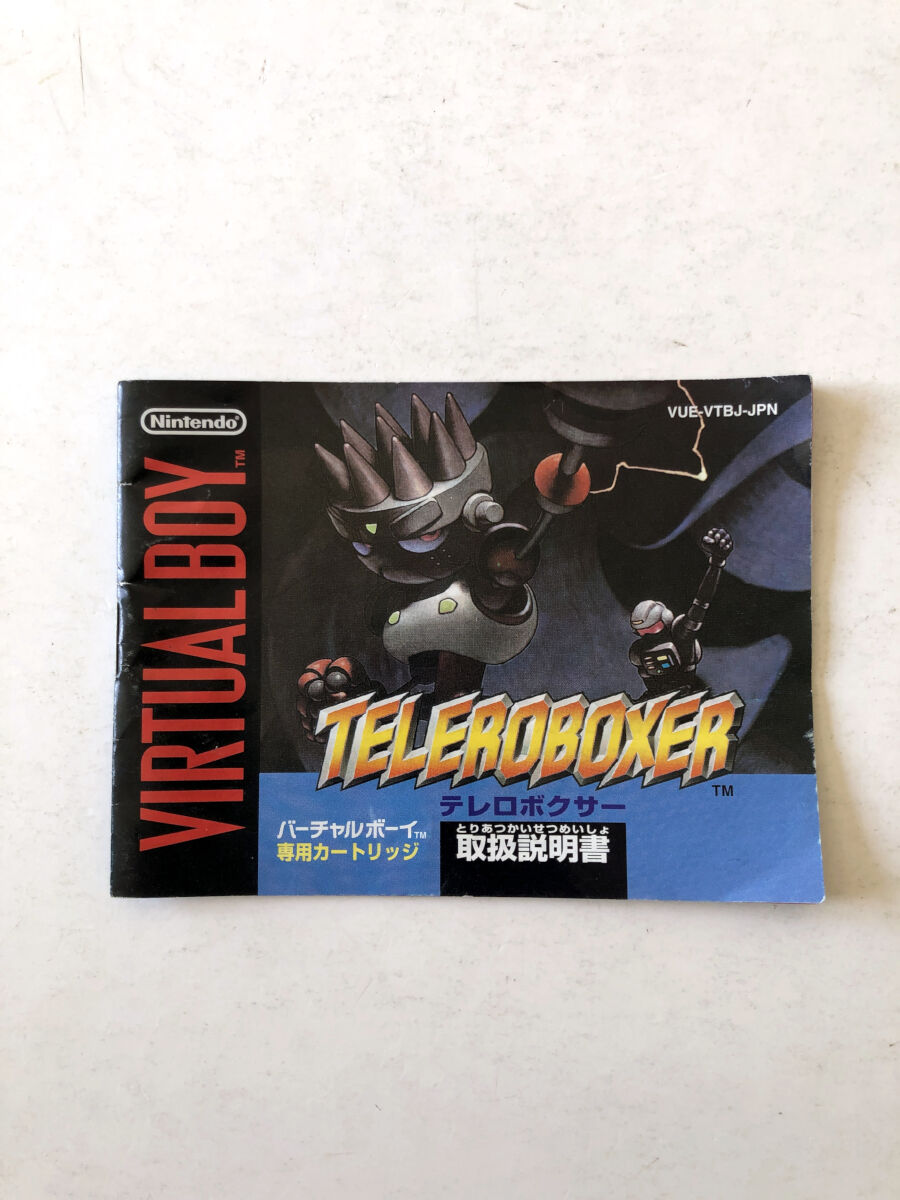 Nintendo®
VIRTUAL BOY™
VUE-VTBJ-JPN
TELEROBOXER™
テレロボクサー
バーチャルボーイ™
専用カートリッジ
とりあつかいせつめいしょ
取扱説明書